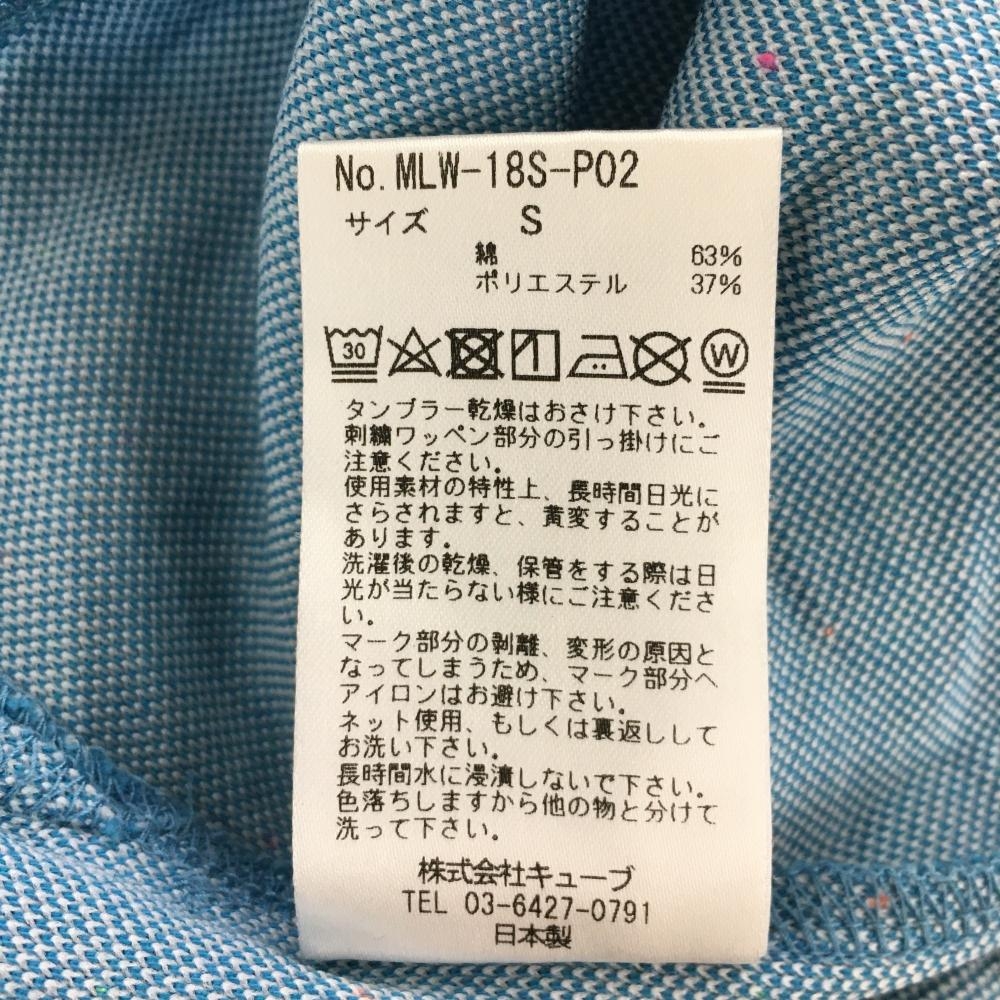 No. MLW-18S-P02
サイズ S
綿 63%
ポリエステル 37%
30 W
タンブラー乾燥はおさけ下さい。
刺繍ワッペン部分の引っ掛けにご
注意ください。
使用素材の特性上、長時間日光に
さらされますと、黄変することが
あります。
洗濯後の乾燥、保管をする際は日
光が当たらない様にご注意くださ
い。
マーク部分の剥離、変形の原因と
なってしまうため、マーク部分へ
アイロンはお避け下さい。
ネット使用、もしくは裏返しして
お洗い下さい。
長時間水に浸漬しないで下さい。
色落ちしますから他の物と分けて
洗って下さい。
株式会社キューブ
TEL 03-6427-0791
日本製